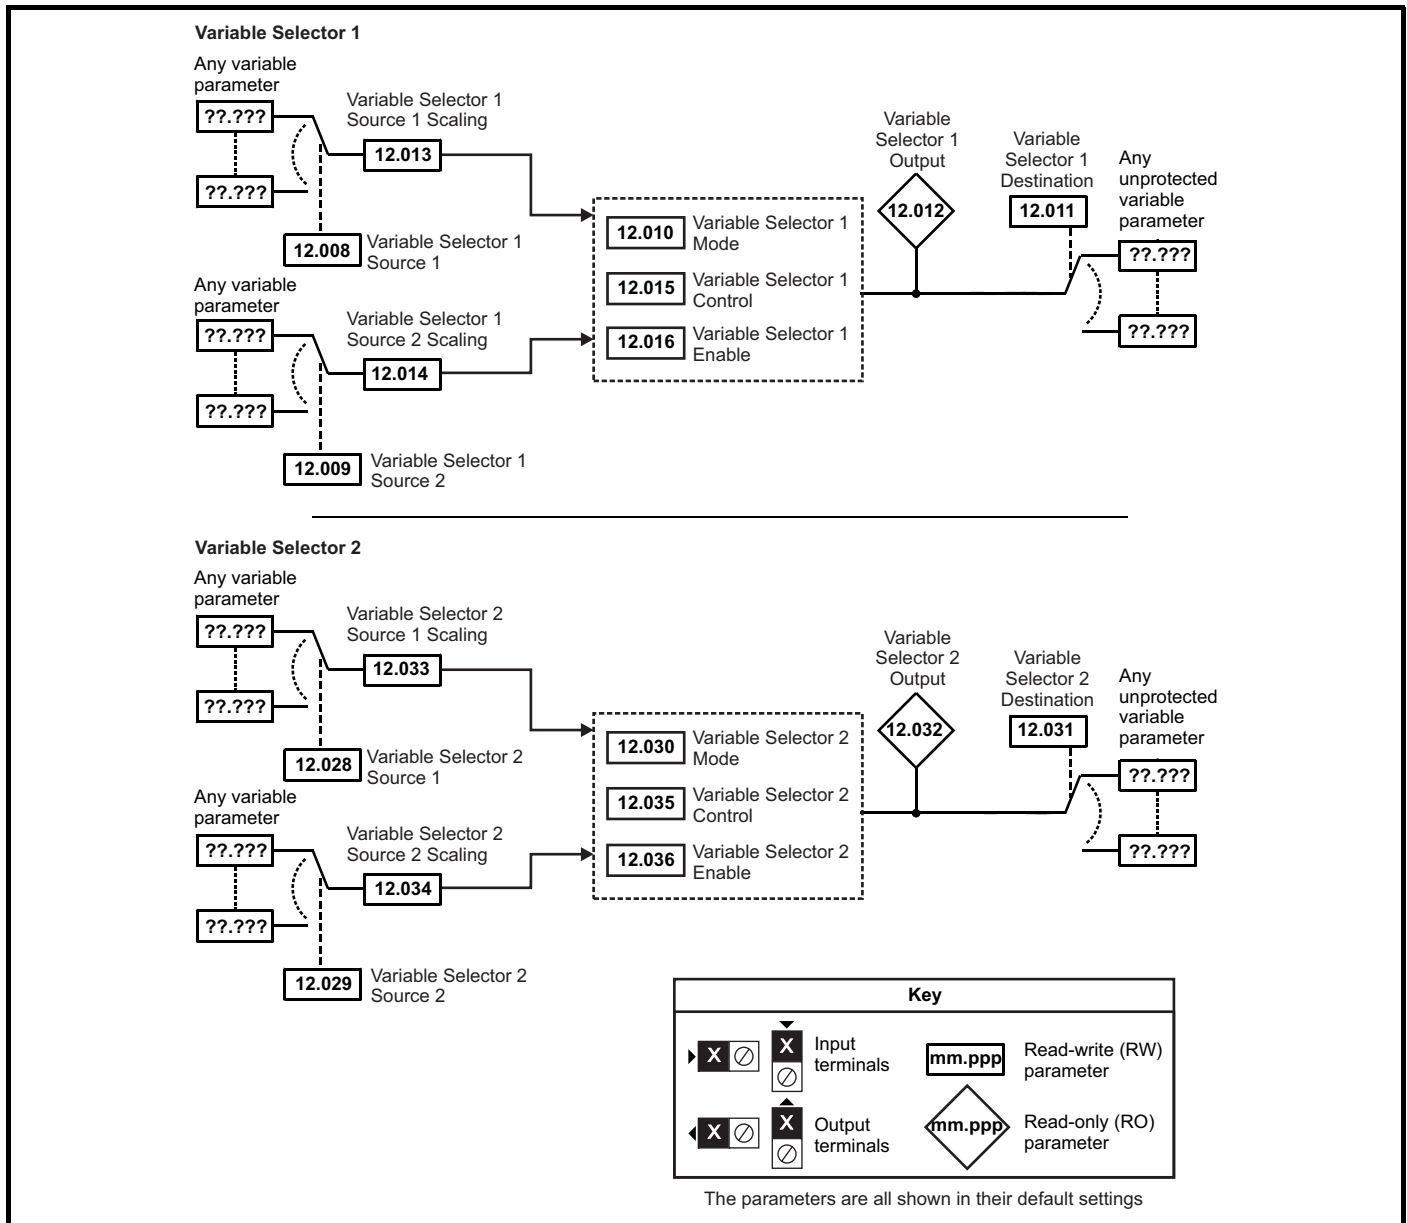 Variable Selector 1
Any variable
parameter
??.???
??.???
Variable Selector 1
Source 1 Scaling
12.013
12.008
Variable Selector 1
Source 1
Any variable
parameter
??.???
??.???
Variable Selector 1
Source 2 Scaling
12.014
12.009
Variable Selector 1
Source 2
12.010
Variable Selector 1
Mode
12.015
Variable Selector 1
Control
12.016
Variable Selector 1
Enable
Variable
Selector 1
Output
12.012
Variable
Selector 1
Destination
12.011
Any
unprotected
variable
parameter
??.???
??.???
Variable Selector 2
Any variable
parameter
??.???
??.???
Variable Selector 2
Source 1 Scaling
12.033
12.028
Variable Selector 2
Source 1
Any variable
parameter
??.???
??.???
Variable Selector 2
Source 2 Scaling
12.034
12.029
Variable Selector 2
Source 2
12.030
Variable Selector 2
Mode
12.035
Variable Selector 2
Control
12.036
Variable Selector 2
Enable
Variable
Selector 2
Output
12.032
Variable
Selector 2
Destination
12.031
Any
unprotected
variable
parameter
??.???
??.???
Key
X
X
Input
terminals
mm.ppp
Read-write (RW)
parameter
X
X
Output
terminals
mm.ppp
Read-only (RO)
parameter
The parameters are all shown in their default settings